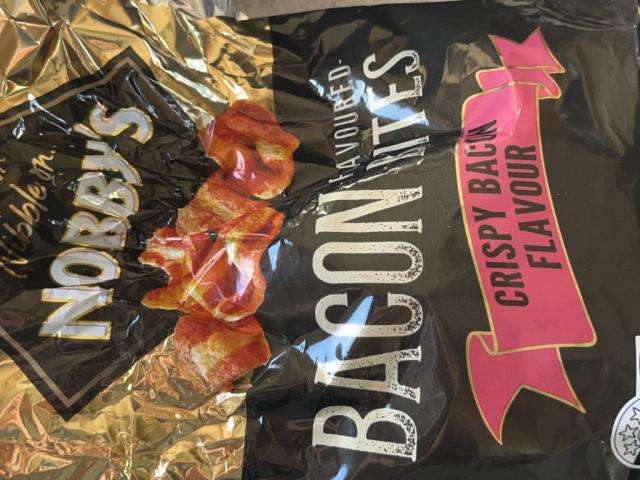 Nibble on.
NOBBY'S
BACON
FLAVOURED
BITES
CRISPY BACON
FLAVOUR